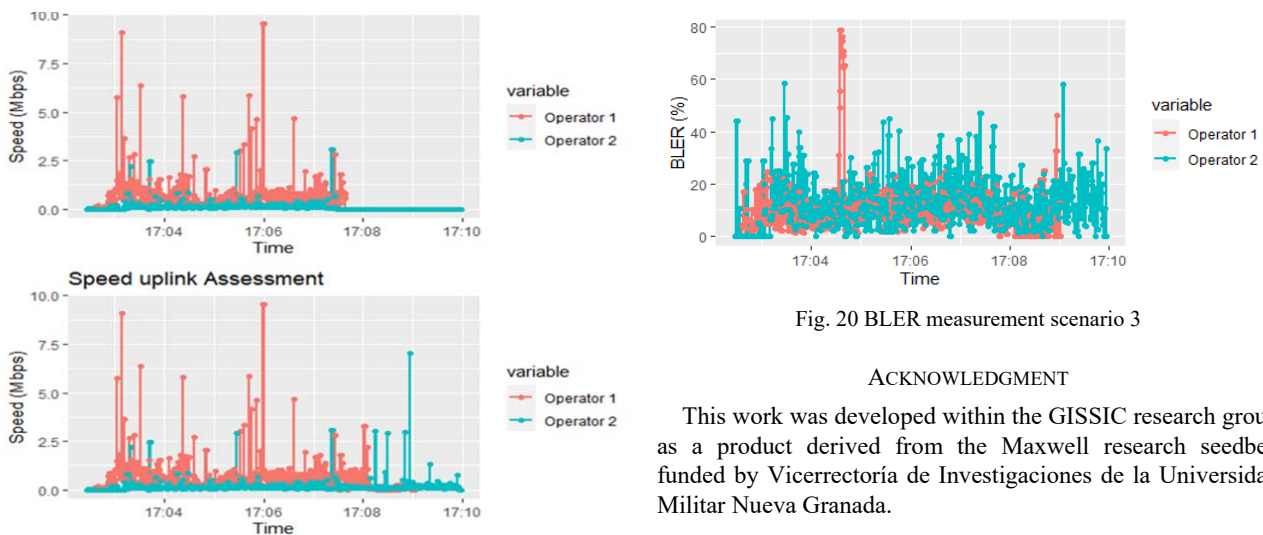 10.0
7.5
5.0
2.5
0.0
Speed (Mbps)
17:04
17:06
17:08
17:10
Time
variable
Operator 1
Operator 2
Speed uplink Assessment
10.0
7.5
5.0
2.5
0.0
Speed (Mbps)
17:04
17:06
17:08
17:10
Time
variable
Operator 1
Operator 2
80
60
40
20
0
BLER (%)
17:04
17:06
17:08
17:10
Time
variable
Operator 1
Operator 2
Fig. 20 BLER measurement scenario 3
ACKNOWLEDGMENT
This work was developed within the GISSIC research grou
as a product derived from the Maxwell research seedbe
funded by Vicerrectoría de Investigaciones de la Universida
Militar Nueva Granada.